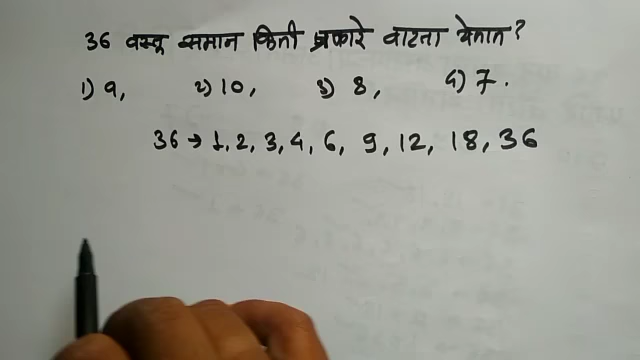 36 वस्तू समान किती प्रकारे वाटता येतात?
1) 9, 2) 10, 3) 8, 4) 7.
36 → 1, 2, 3, 4, 6, 9, 12, 18, 36